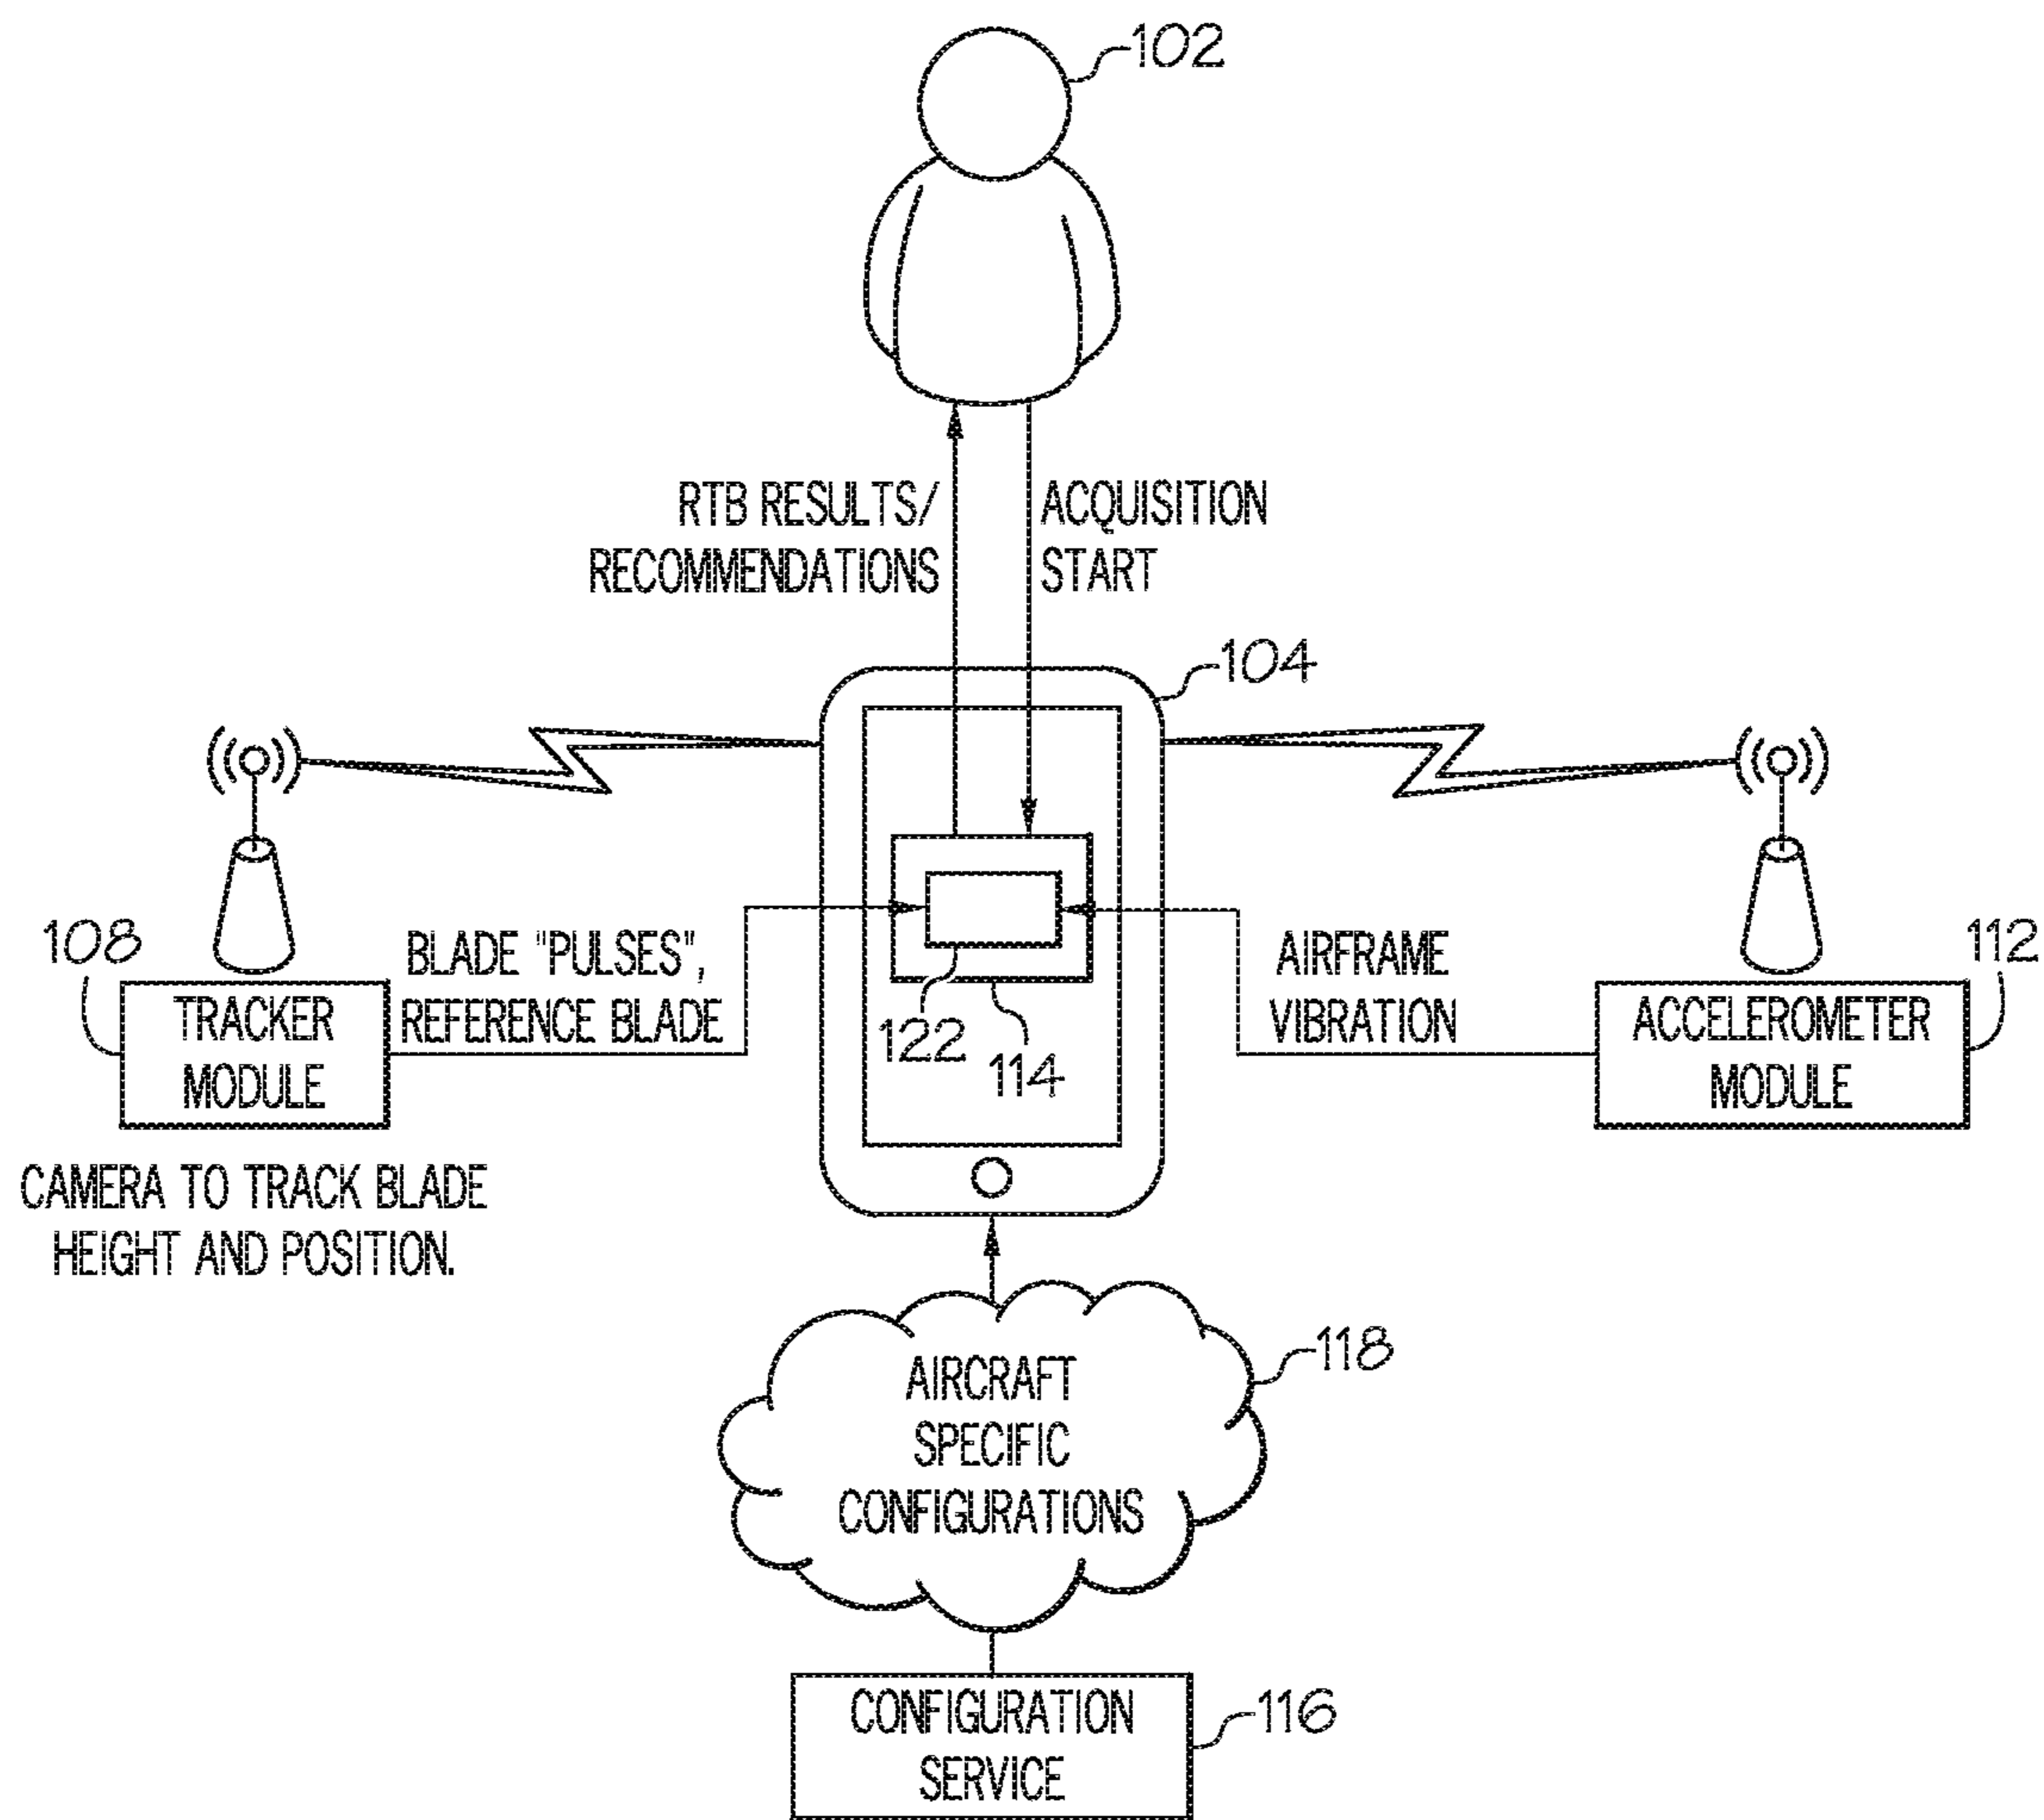 102
RTB RESULTS/
RECOMMENDATIONS
ACQUISITION
START
104
108
TRACKER
MODULE
BLADE "PULSES",
REFERENCE BLADE
122
114
AIRFRAME
VIBRATION
112
ACCELEROMETER
MODULE
CAMERA TO TRACK BLADE
HEIGHT AND POSITION.
118
AIRCRAFT
SPECIFIC
CONFIGURATIONS
CONFIGURATION
SERVICE
116